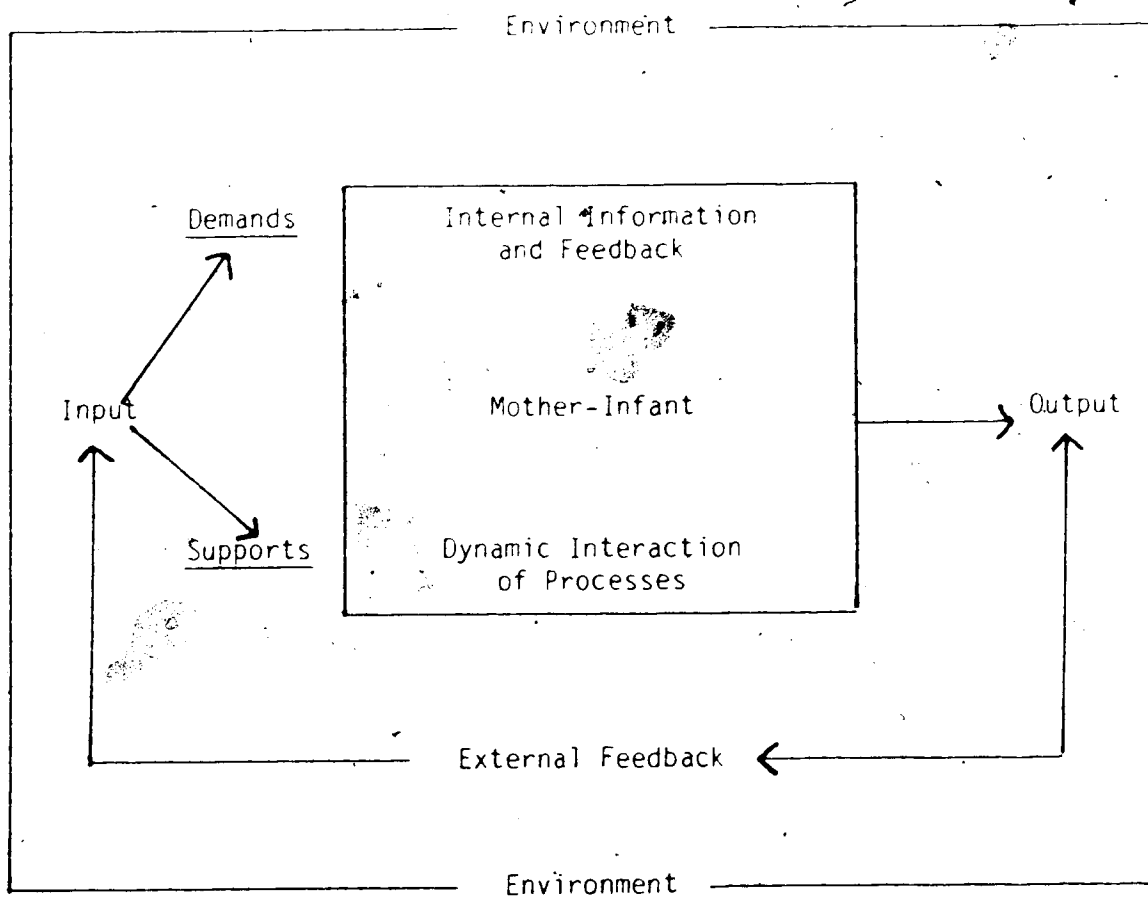 Environment
Demands
Internal Information
and Feedback
Input
Mother-Infant
Output
Supports
Dynamic Interaction
of Processes
External Feedback
Environment